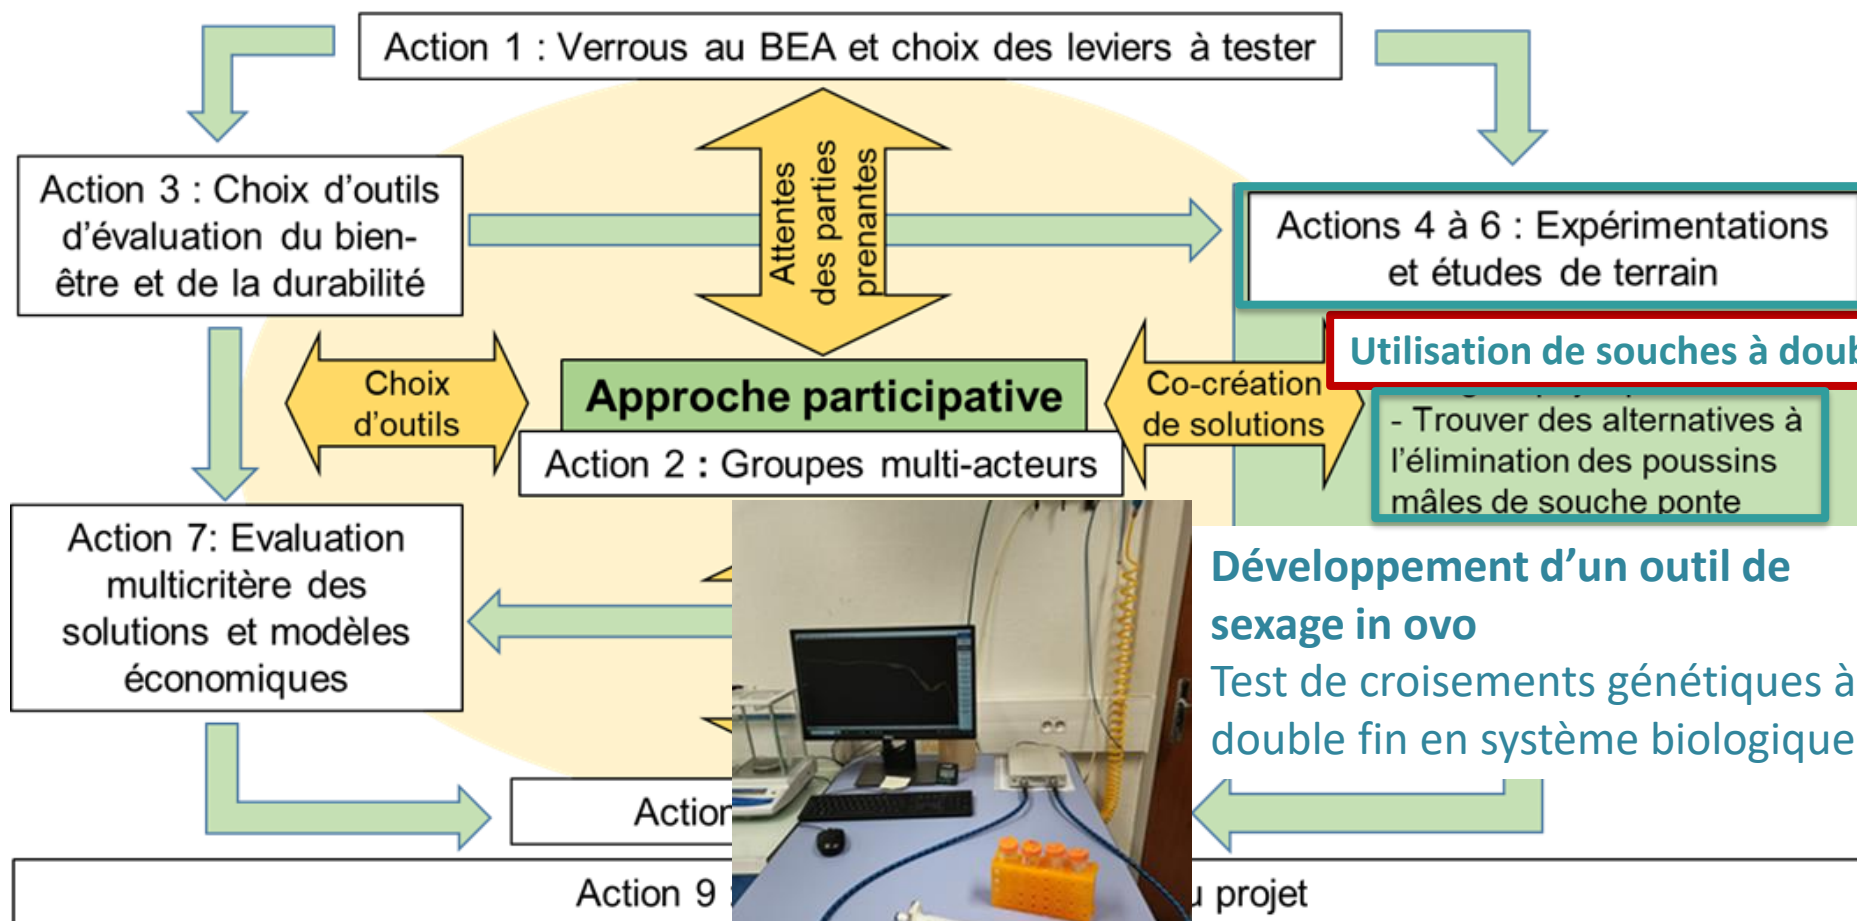 Action 1 : Verrous au BEA et choix des leviers à tester
Attentes
des parties
prenantes
Action 3 : Choix d'outils
d'évaluation du bien-
être et de la durabilité
Actions 4 à 6 : Expérimentations
et études de terrain
Utilisation de souches à doub
Choix
d'outils
Approche participative
Action 2 : Groupes multi-acteurs
Co-création
de solutions
- Trouver des alternatives à
l'élimination des poussins
mâles de souche ponte
Action 7: Evaluation
multicritère des
solutions et modèles
économiques
Développement d'un outil de
sexage in ovo
Test de croisements génétiques à
double fin en système biologique
Action
Action 9 projet